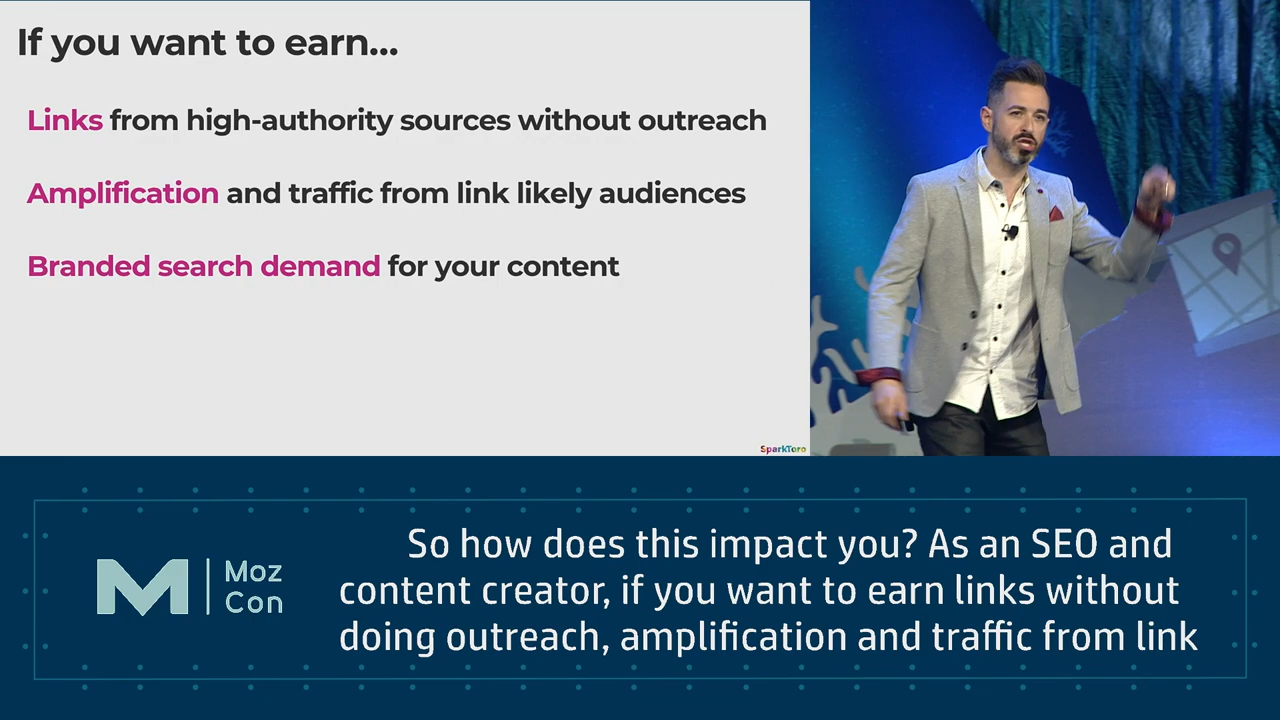 If you want to earn...
Links from high-authority sources without outreach
Amplification and traffic from link likely audiences
Branded search demand for your content
SparkToro
Moz
Con
So how does this impact you? As an SEO and
content creator, if you want to earn links without
doing outreach, amplification and traffic from link